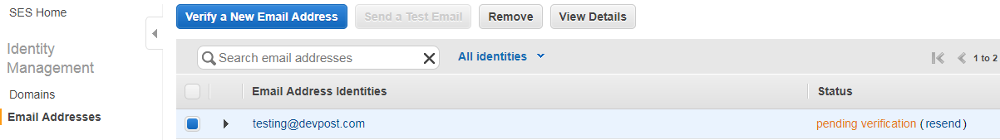 SES Home
Identity
Management
Domains
Email Addresses
Verify a New Email Address Send a Test Email Remove View Details
Search email addresses All identities 1 to 2
Email Address Identities Status
testing@devpost.com pending verification (resend)